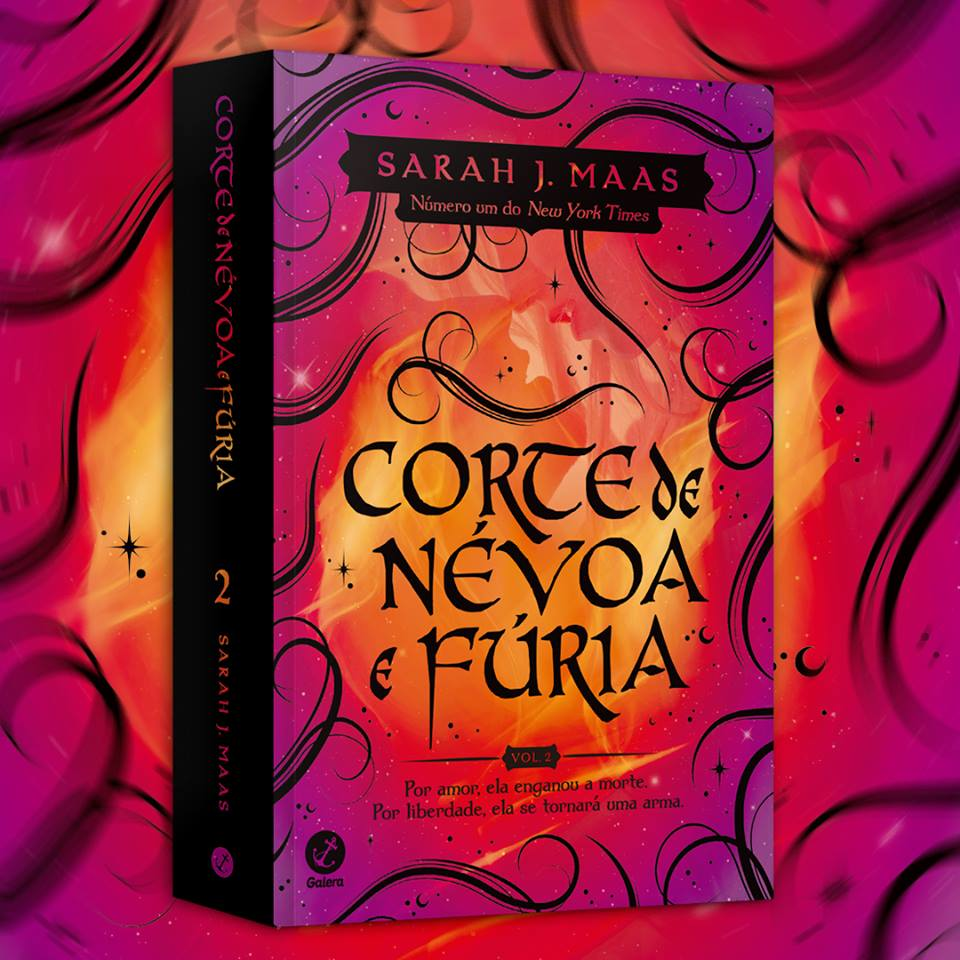 CORTE de NÉVOA e FÚRIA
2
SARAH J. MAAS
SARAH J. MAAS
Número um do New York Times
CORTE de
NÉVOA
e FÚRIA
VOL. 2
Por amor, ela enganou a morte.
Por liberdade, ela se tornará uma arma.
Galera